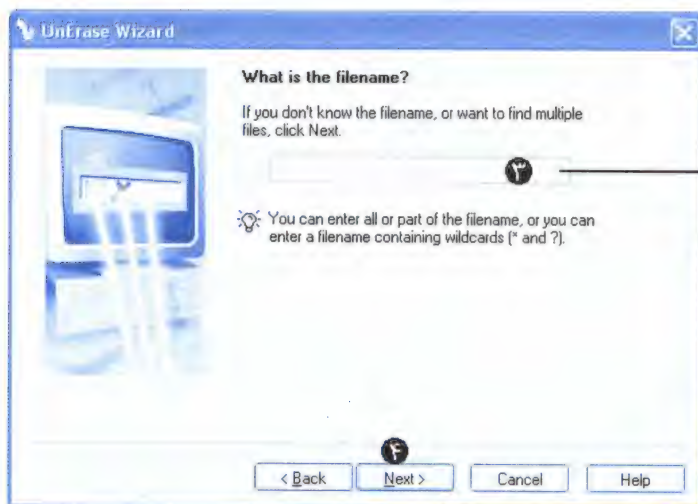 UnErase Wizard
What is the filename?
If you don't know the filename, or want to find multiple
files, click Next.
۳
You can enter all or part of the filename, or you can
enter a filename containing wildcards (* and ?).
۴
< Back
Next >
Cancel
Help